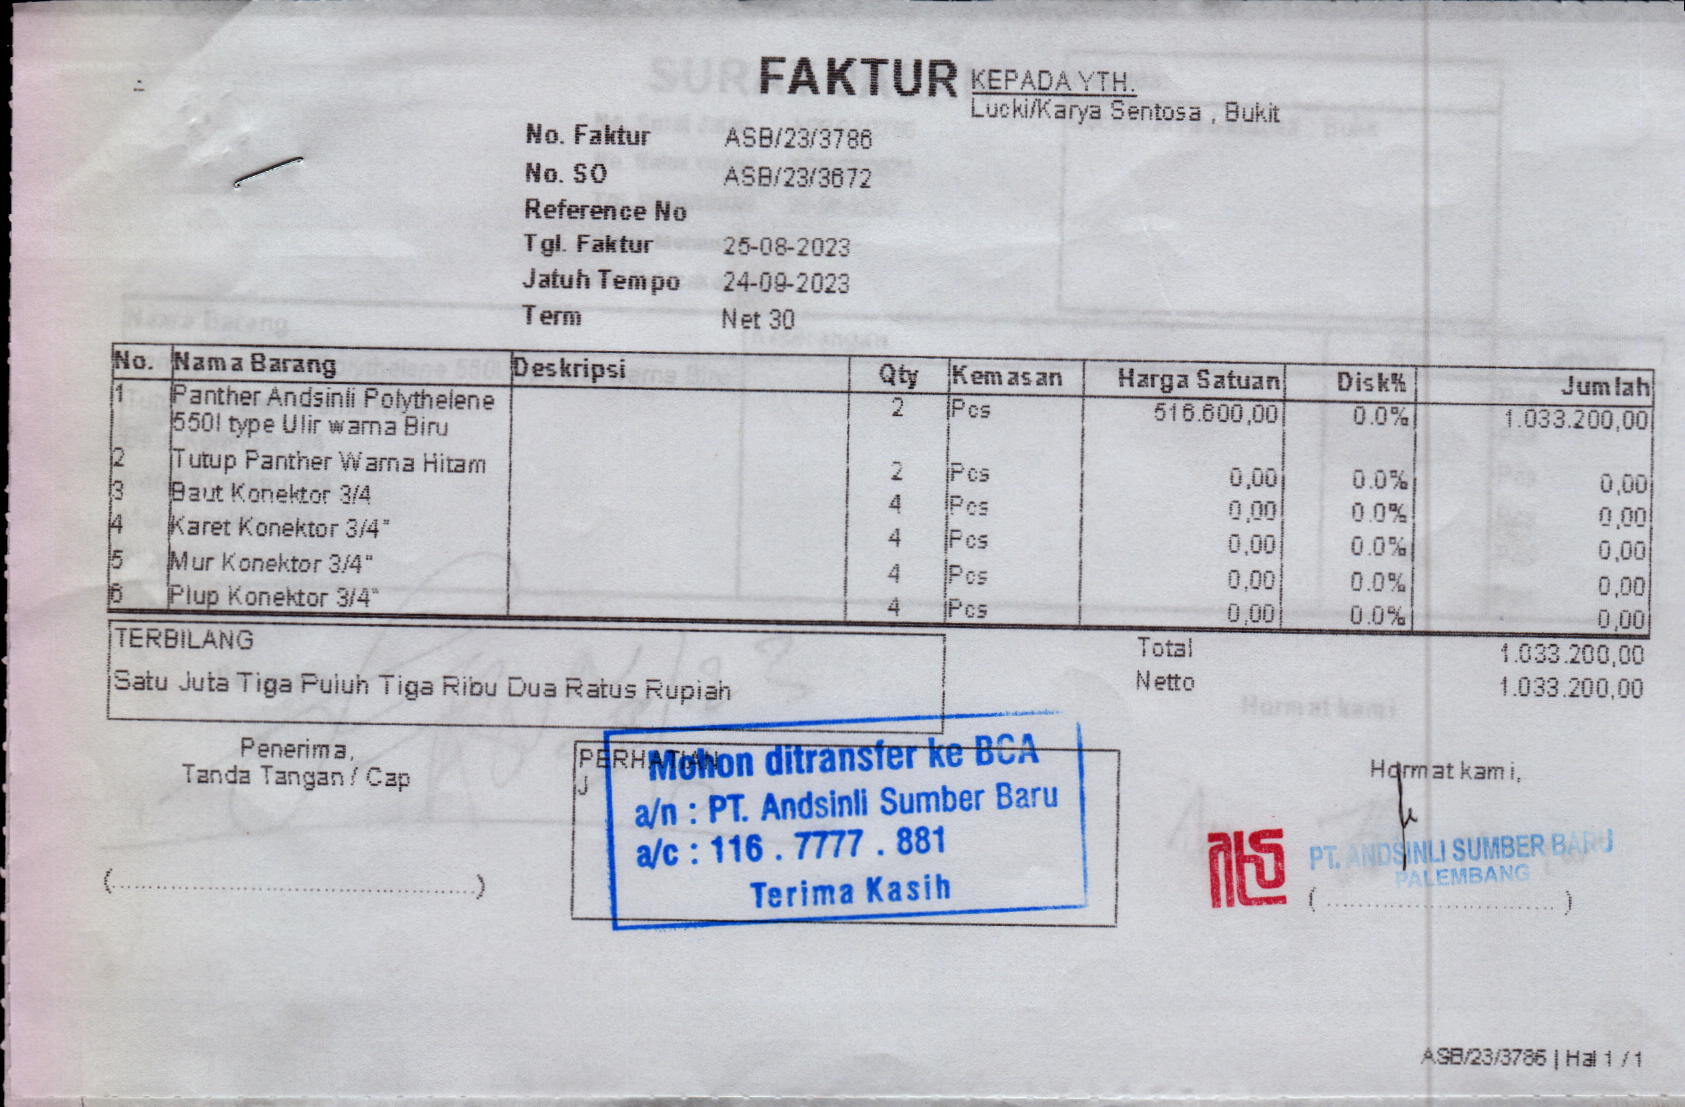 FAKTUR
KEPADA YTH.
Lucki/Karya Sentosa , Bukit
No. Faktur ASB/23/3786
No. SO ASB/23/3672
Reference No
Tgl. Faktur 25-08-2023
Jatuh Tempo 24-09-2023
Term Net 30
No. Nama Barang Deskripsi Qty Kemasan Harga Satuan Disk% Jumlah
1 Panther Andsinli Polythelene 2 Pcs 516.600,00 0.0% 1.033.200,00
550l type Ulir warna Biru
2 Tutup Panther Warna Hitam 2 Pcs 0,00 0.0% 0,00
3 Baut Konektor 3/4 4 Pcs 0,00 0.0% 0,00
4 Karet Konektor 3/4" 4 Pcs 0,00 0.0% 0,00
5 Mur Konektor 3/4" 4 Pcs 0,00 0.0% 0,00
6 Plup Konektor 3/4" 4 Pcs 0,00 0.0% 0,00
TERBILANG
Satu Juta Tiga Puluh Tiga Ribu Dua Ratus Rupiah
Total 1.033.200,00
Netto 1.033.200,00
Penerima,
Tanda Tangan / Cap
PERHATIAN
Mohon ditransfer ke BCA
a/n : PT. Andsinli Sumber Baru
a/c : 116 . 7777 . 881
Terima Kasih
Hormat kami,
PT. ANDSINLI SUMBER BARU
PALEMBANG
ASB/23/3786 | Hal 1 / 1